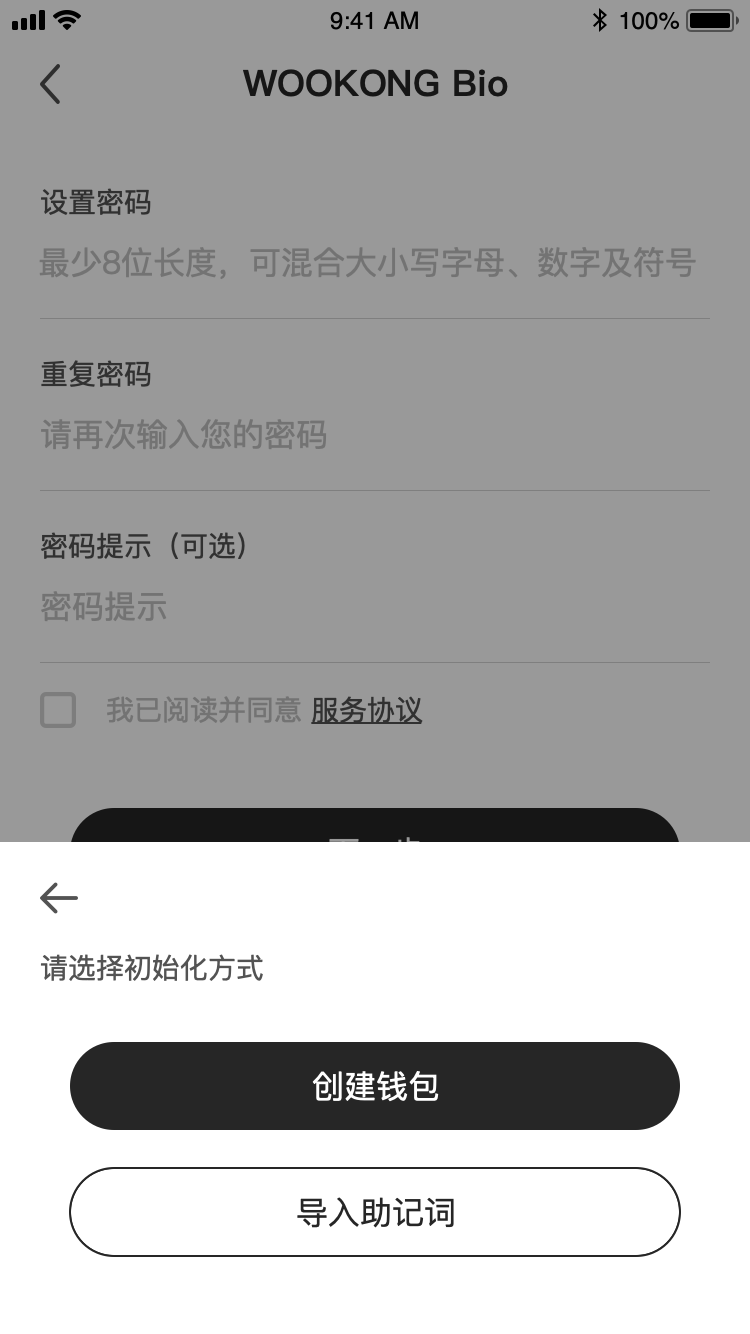 9:41 AM
100%
WOOKONG Bio
设置密码
最少8位长度，可混合大小写字母、数字及符号
重复密码
请再次输入您的密码
密码提示（可选）
密码提示
我已阅读并同意 服务协议
请选择初始化方式
创建钱包
导入助记词